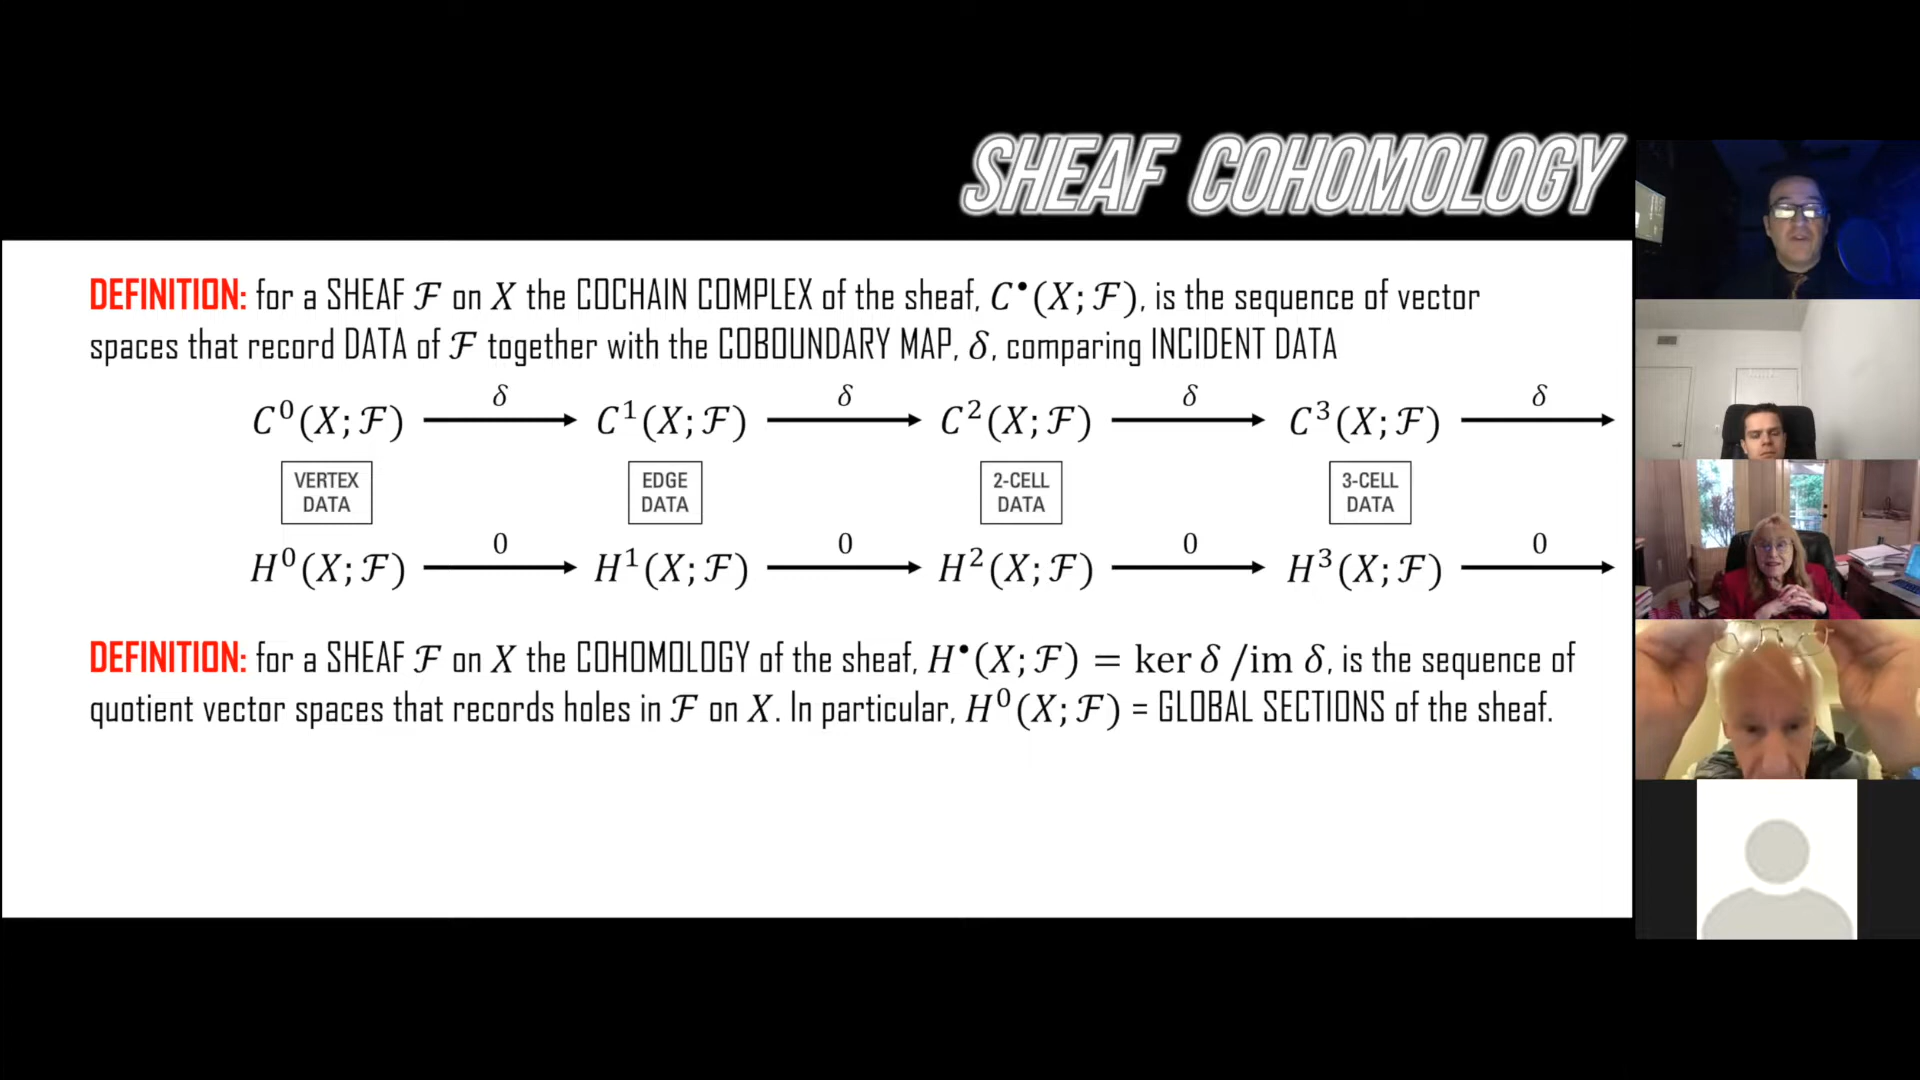 SHEAF COHOMOLOGY
DEFINITION: for a SHEAF ℱ on X the COCHAIN COMPLEX of the sheaf, C•(X; ℱ), is the sequence of vector
spaces that record DATA of ℱ together with the COBOUNDARY MAP, δ, comparing INCIDENT DATA
δ δ δ δ
C⁰(X; ℱ) → C¹(X; ℱ) → C²(X; ℱ) → C³(X; ℱ) →
VERTEX DATA EDGE DATA 2-CELL DATA 3-CELL DATA
0 0 0 0
H⁰(X; ℱ) → H¹(X; ℱ) → H²(X; ℱ) → H³(X; ℱ) →
DEFINITION: for a SHEAF ℱ on X the COHOMOLOGY of the sheaf, H•(X; ℱ) = ker δ /im δ, is the sequence of
quotient vector spaces that records holes in ℱ on X. In particular, H⁰(X; ℱ) = GLOBAL SECTIONS of the sheaf.